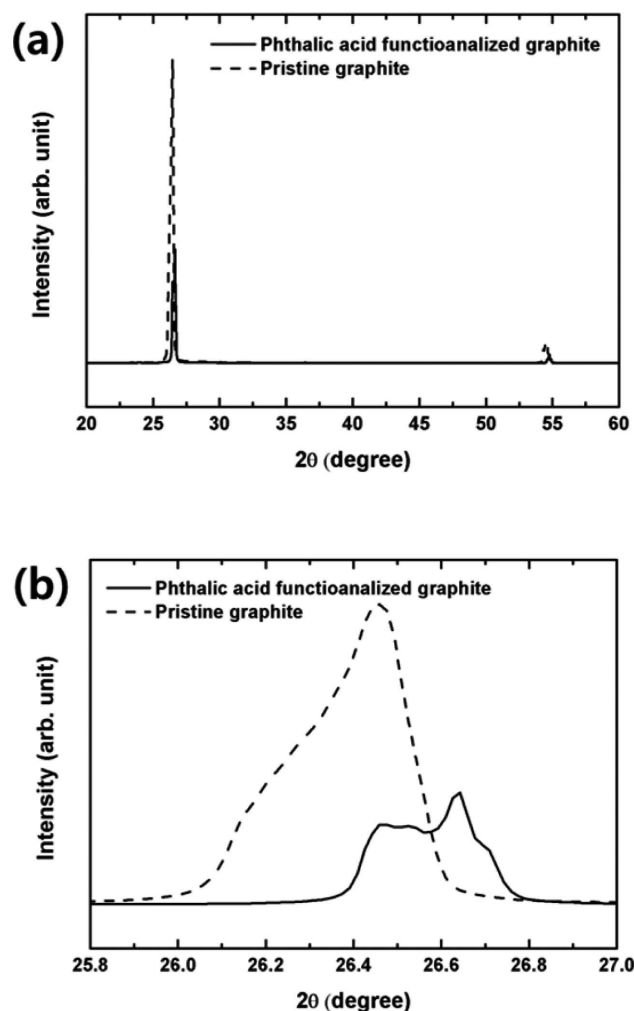 (a)
Phthalic acid functioanalized graphite
Pristine graphite
Intensity (arb. unit)
20 25 30 35 40 45 50 55 60
2θ (degree)
(b)
Phthalic acid functioanalized graphite
Pristine graphite
Intensity (arb. unit)
25.8 26.0 26.2 26.4 26.6 26.8 27.0
2θ (degree)